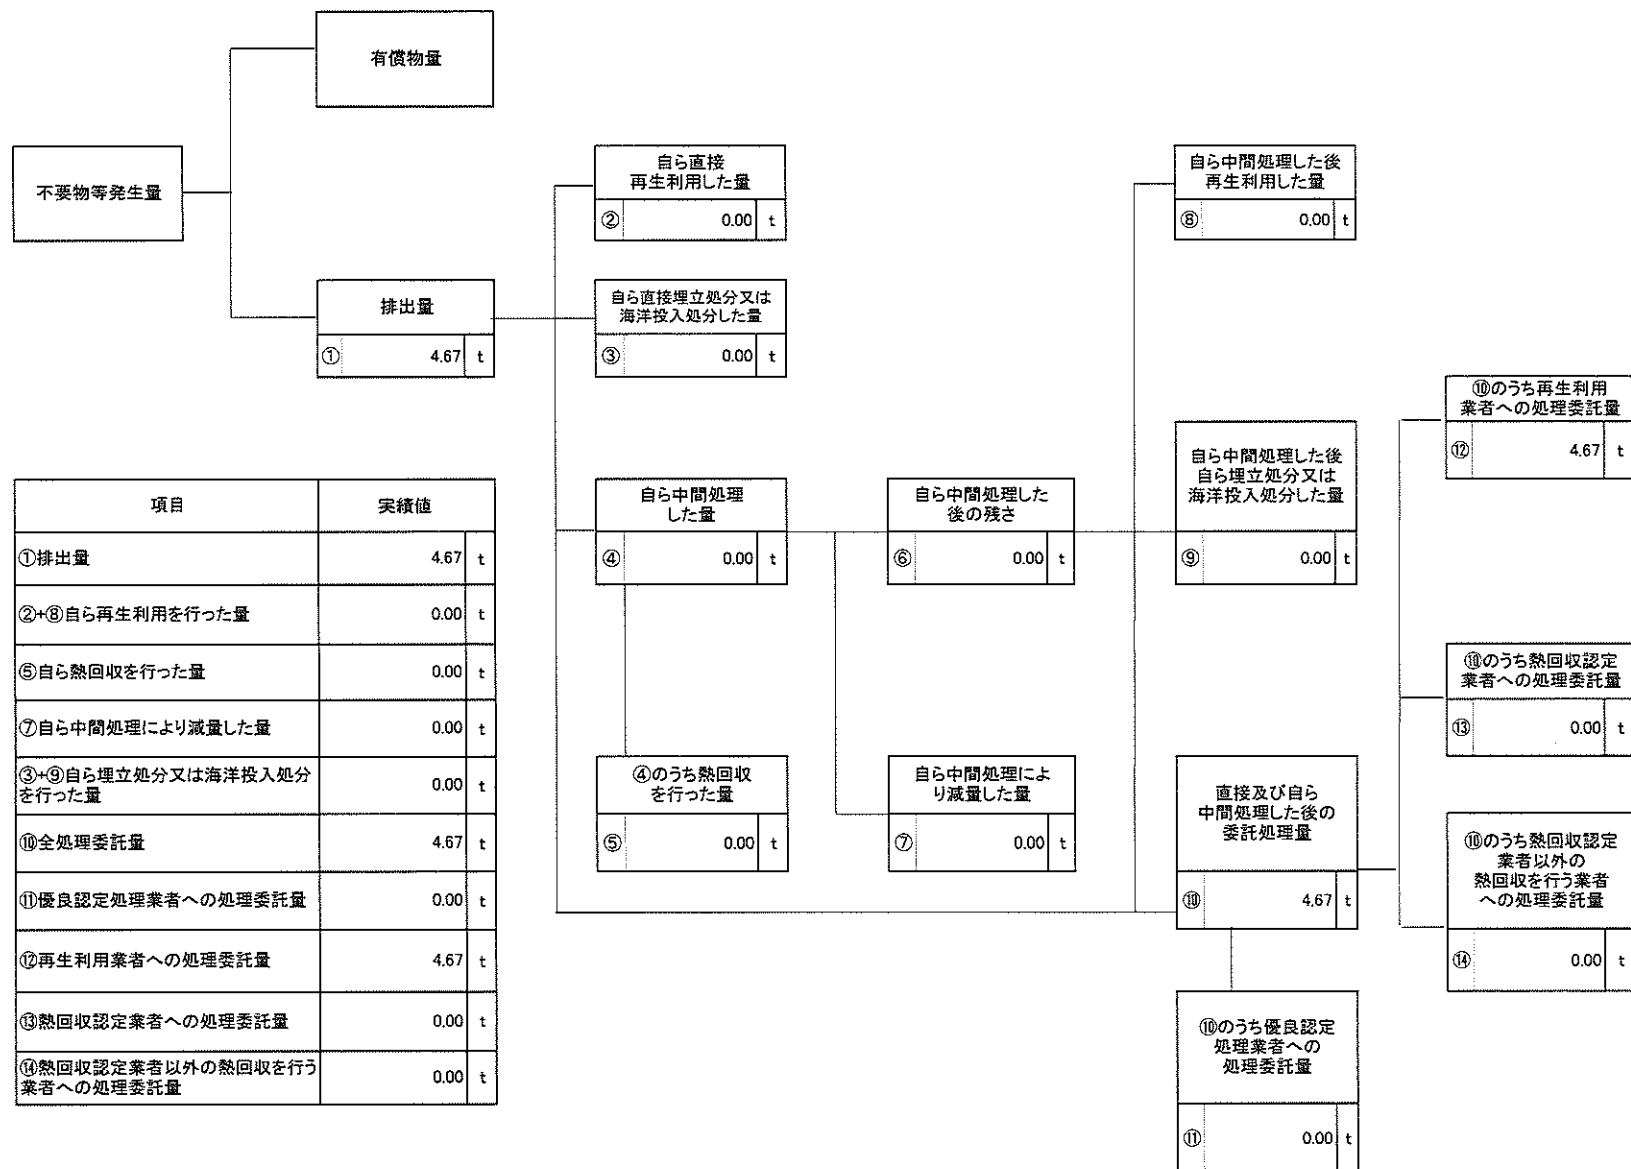 有償物量
不要物等発生量
排出量
① 4.67 t
自ら直接
再生利用した量
② 0.00 t
自ら直接埋立処分又は
海洋投入処分した量
③ 0.00 t
自ら中間処理
した量
④ 0.00 t
④のうち熱回収
を行った量
⑤ 0.00 t
自ら中間処理した
後の残さ
⑥ 0.00 t
自ら中間処理によ
り減量した量
⑦ 0.00 t
自ら中間処理した後
再生利用した量
⑧ 0.00 t
自ら中間処理した後
自ら埋立処分又は
海洋投入処分した量
⑨ 0.00 t
直接及び自ら
中間処理した後の
委託処理量
⑩ 4.67 t
⑩のうち優良認定
処理業者への
処理委託量
⑪ 0.00 t
⑩のうち再生利用
業者への処理委託量
⑫ 4.67 t
⑩のうち熱回収認定
業者への処理委託量
⑬ 0.00 t
⑩のうち熱回収認定
業者以外の
熱回収を行う業者
への処理委託量
⑭ 0.00 t
項目 実績値
①排出量 4.67 t
②+⑧自ら再生利用を行った量 0.00 t
⑤自ら熱回収を行った量 0.00 t
⑦自ら中間処理により減量した量 0.00 t
③+⑨自ら埋立処分又は海洋投入処分
を行った量 0.00 t
⑩全処理委託量 4.67 t
⑪優良認定処理業者への処理委託量 0.00 t
⑫再生利用業者への処理委託量 4.67 t
⑬熱回収認定業者への処理委託量 0.00 t
⑭熱回収認定業者以外の熱回収を行う
業者への処理委託量 0.00 t